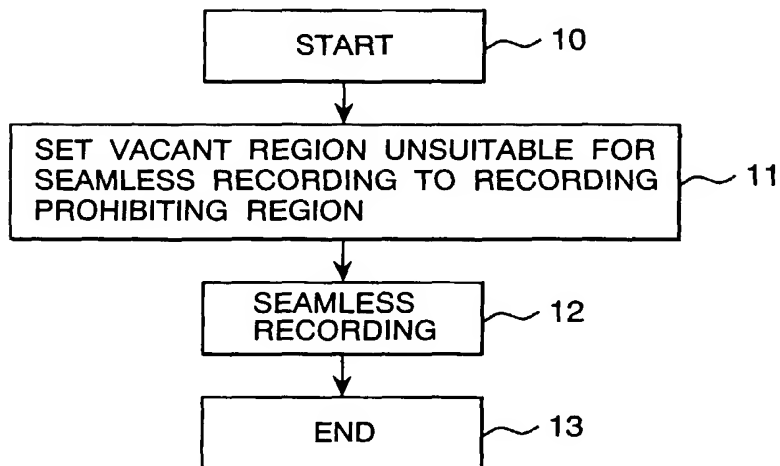 START
10
SET VACANT REGION UNSUITABLE FOR
SEAMLESS RECORDING TO RECORDING
PROHIBITING REGION
11
SEAMLESS
RECORDING
12
END
13